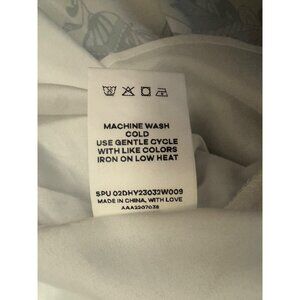 MACHINE WASH
COLD
USE GENTLE CYCLE
WITH LIKE COLORS
IRON ON LOW HEAT
SPU 02DHY23032W009
MADE IN CHINA, WITH LOVE
AAA2207038